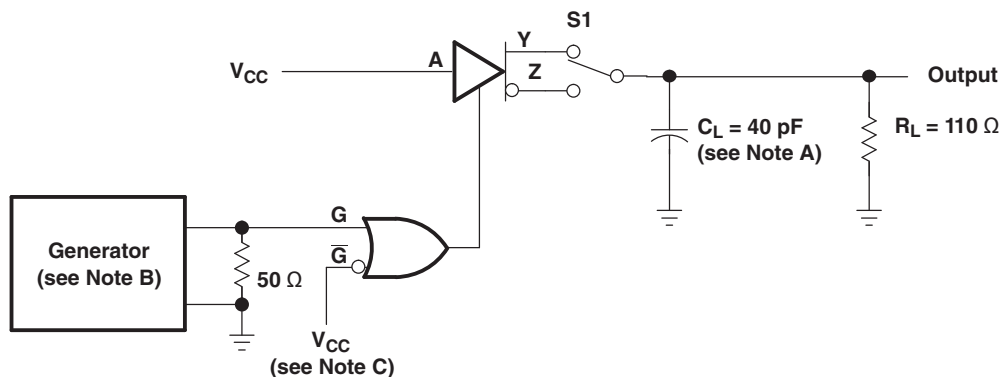 S1
Y
A
Z
VCC
Output
CL = 40 pF
(see Note A)
RL = 110 Ω
G
G̅
Generator
(see Note B)
50 Ω
VCC
(see Note C)